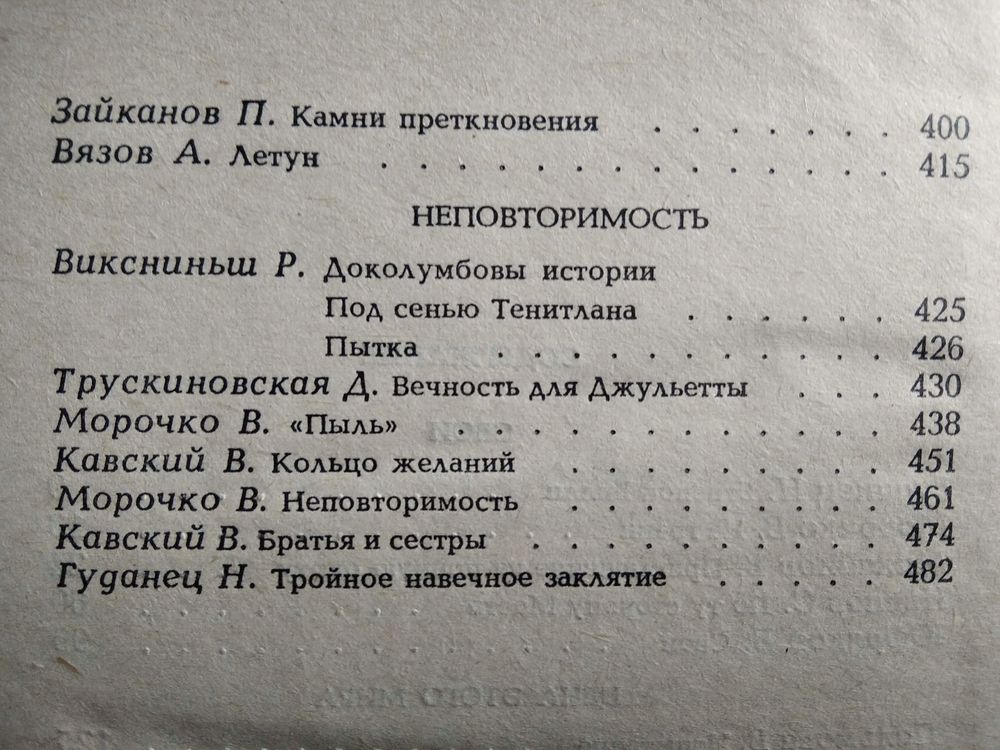 Зайканов П. Камни преткновения . . . . . . . 400
Вязов А. Летун . . . . . . . . . . . . . . 415
НЕПОВТОРИМОСТЬ
Виксниньш Р. Доколумбовы истории
Под сенью Тенитлана . . . . . . 425
Пытка . . . . . . . . . . . 426
Трускиновская Д. Вечность для Джульетты . . . 430
Морочко В. «Пыль» . . . . . . . . . . . . 438
Кавский В. Кольцо желаний . . . . . . . . . 451
Морочко В. Неповторимость . . . . . . . . . 461
Кавский В. Братья и сестры . . . . . . . . . . 474
Гуданец Н. Тройное навечное заклятие . . . . . 482